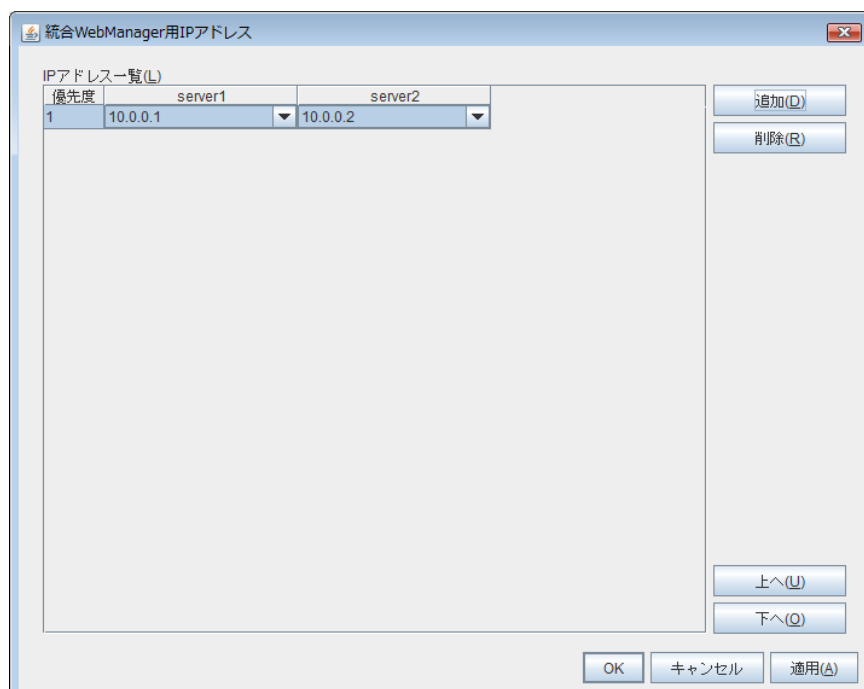 統合WebManager用IPアドレス
IPアドレス一覧(L)
優先度 server1 server2
1 10.0.0.1 10.0.0.2
追加(D)
削除(R)
上へ(U)
下へ(O)
OK キャンセル 適用(A)